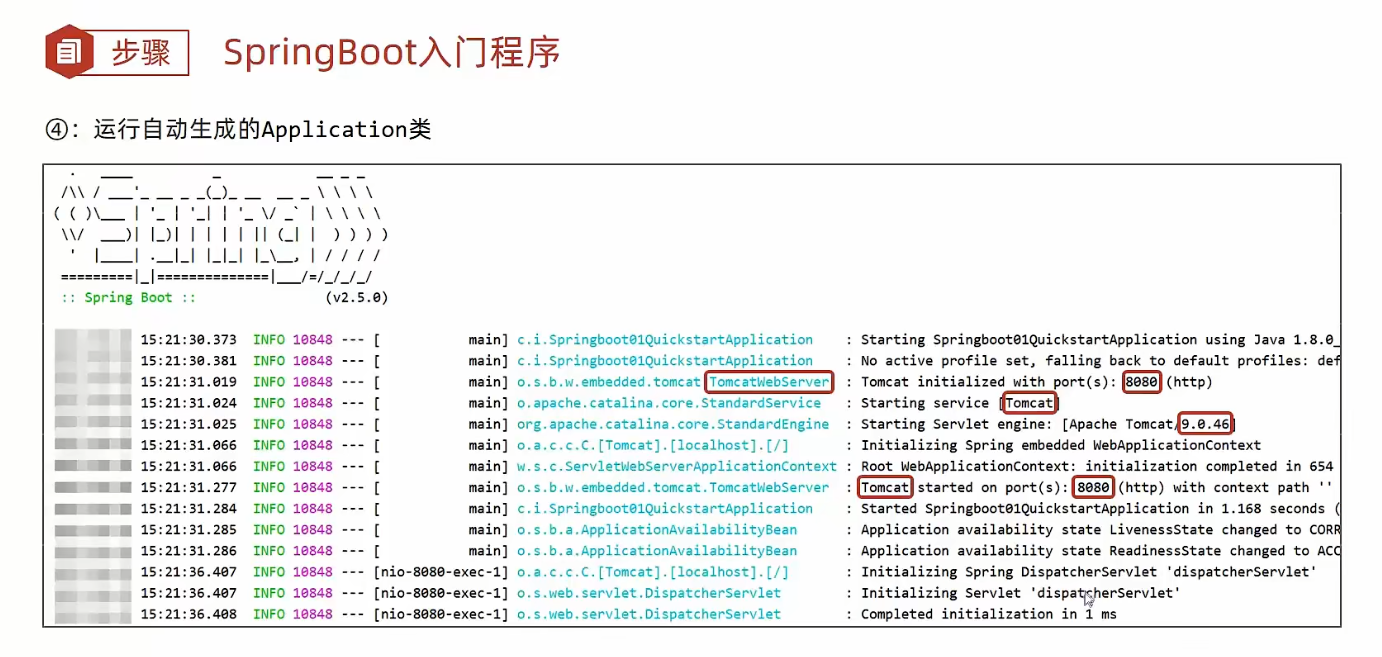 步骤 SpringBoot入门程序
④: 运行自动生成的Application类
:: Spring Boot :: (v2.5.0)
15:21:30.373 INFO 10848 --- [ main] c.i.Springboot01QuickstartApplication : Starting Springboot01QuickstartApplication using Java 1.8.0_
15:21:30.381 INFO 10848 --- [ main] c.i.Springboot01QuickstartApplication : No active profile set, falling back to default profiles: def
15:21:31.019 INFO 10848 --- [ main] o.s.b.w.embedded.tomcat.TomcatWebServer : Tomcat initialized with port(s): 8080 (http)
15:21:31.024 INFO 10848 --- [ main] o.apache.catalina.core.StandardService : Starting service [Tomcat]
15:21:31.025 INFO 10848 --- [ main] org.apache.catalina.core.StandardEngine : Starting Servlet engine: [Apache Tomcat/9.0.46]
15:21:31.066 INFO 10848 --- [ main] o.a.c.c.C.[Tomcat].[localhost].[/] : Initializing Spring embedded WebApplicationContext
15:21:31.066 INFO 10848 --- [ main] w.s.c.ServletWebServerApplicationContext : Root WebApplicationContext: initialization completed in 654
15:21:31.277 INFO 10848 --- [ main] o.s.b.w.embedded.tomcat.TomcatWebServer : Tomcat started on port(s): 8080 (http) with context path ''
15:21:31.284 INFO 10848 --- [ main] c.i.Springboot01QuickstartApplication : Started Springboot01QuickstartApplication in 1.168 seconds (
15:21:31.285 INFO 10848 --- [ main] o.s.b.a.ApplicationAvailabilityBean : Application availability state LivenessState changed to CORR
15:21:31.286 INFO 10848 --- [ main] o.s.b.a.ApplicationAvailabilityBean : Application availability state ReadinessState changed to ACC
15:21:36.407 INFO 10848 --- [nio-8080-exec-1] o.a.c.c.C.[Tomcat].[localhost].[/] : Initializing Spring DispatcherServlet 'dispatcherServlet'
15:21:36.407 INFO 10848 --- [nio-8080-exec-1] o.s.web.servlet.DispatcherServlet : Initializing Servlet 'dispatcherServlet'
15:21:36.408 INFO 10848 --- [nio-8080-exec-1] o.s.web.servlet.DispatcherServlet : Completed initialization in 1 ms